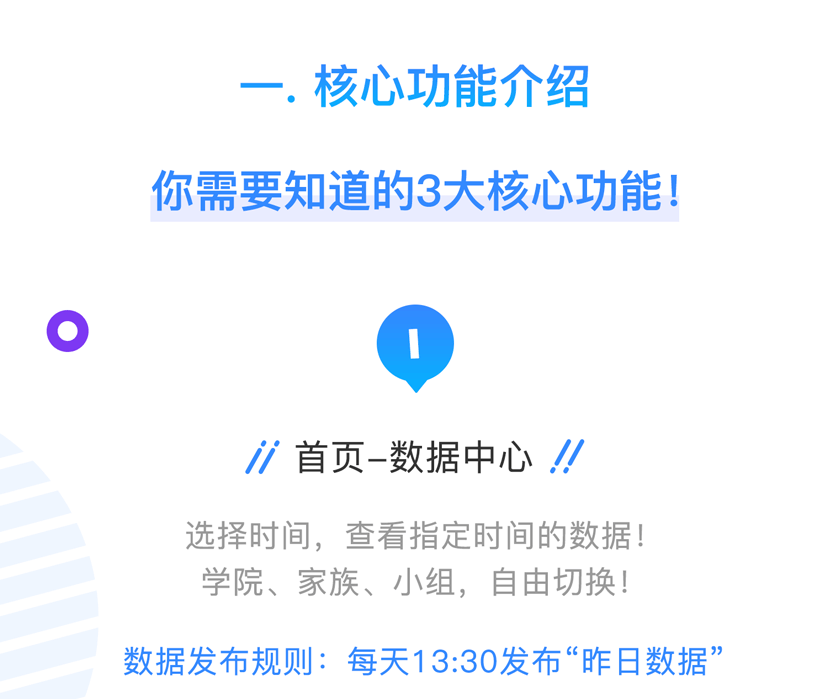 一. 核心功能介绍
你需要知道的3大核心功能！
1
首页–数据中心
选择时间，查看指定时间的数据！
学院、家族、小组，自由切换！
数据发布规则：每天13:30发布“昨日数据”